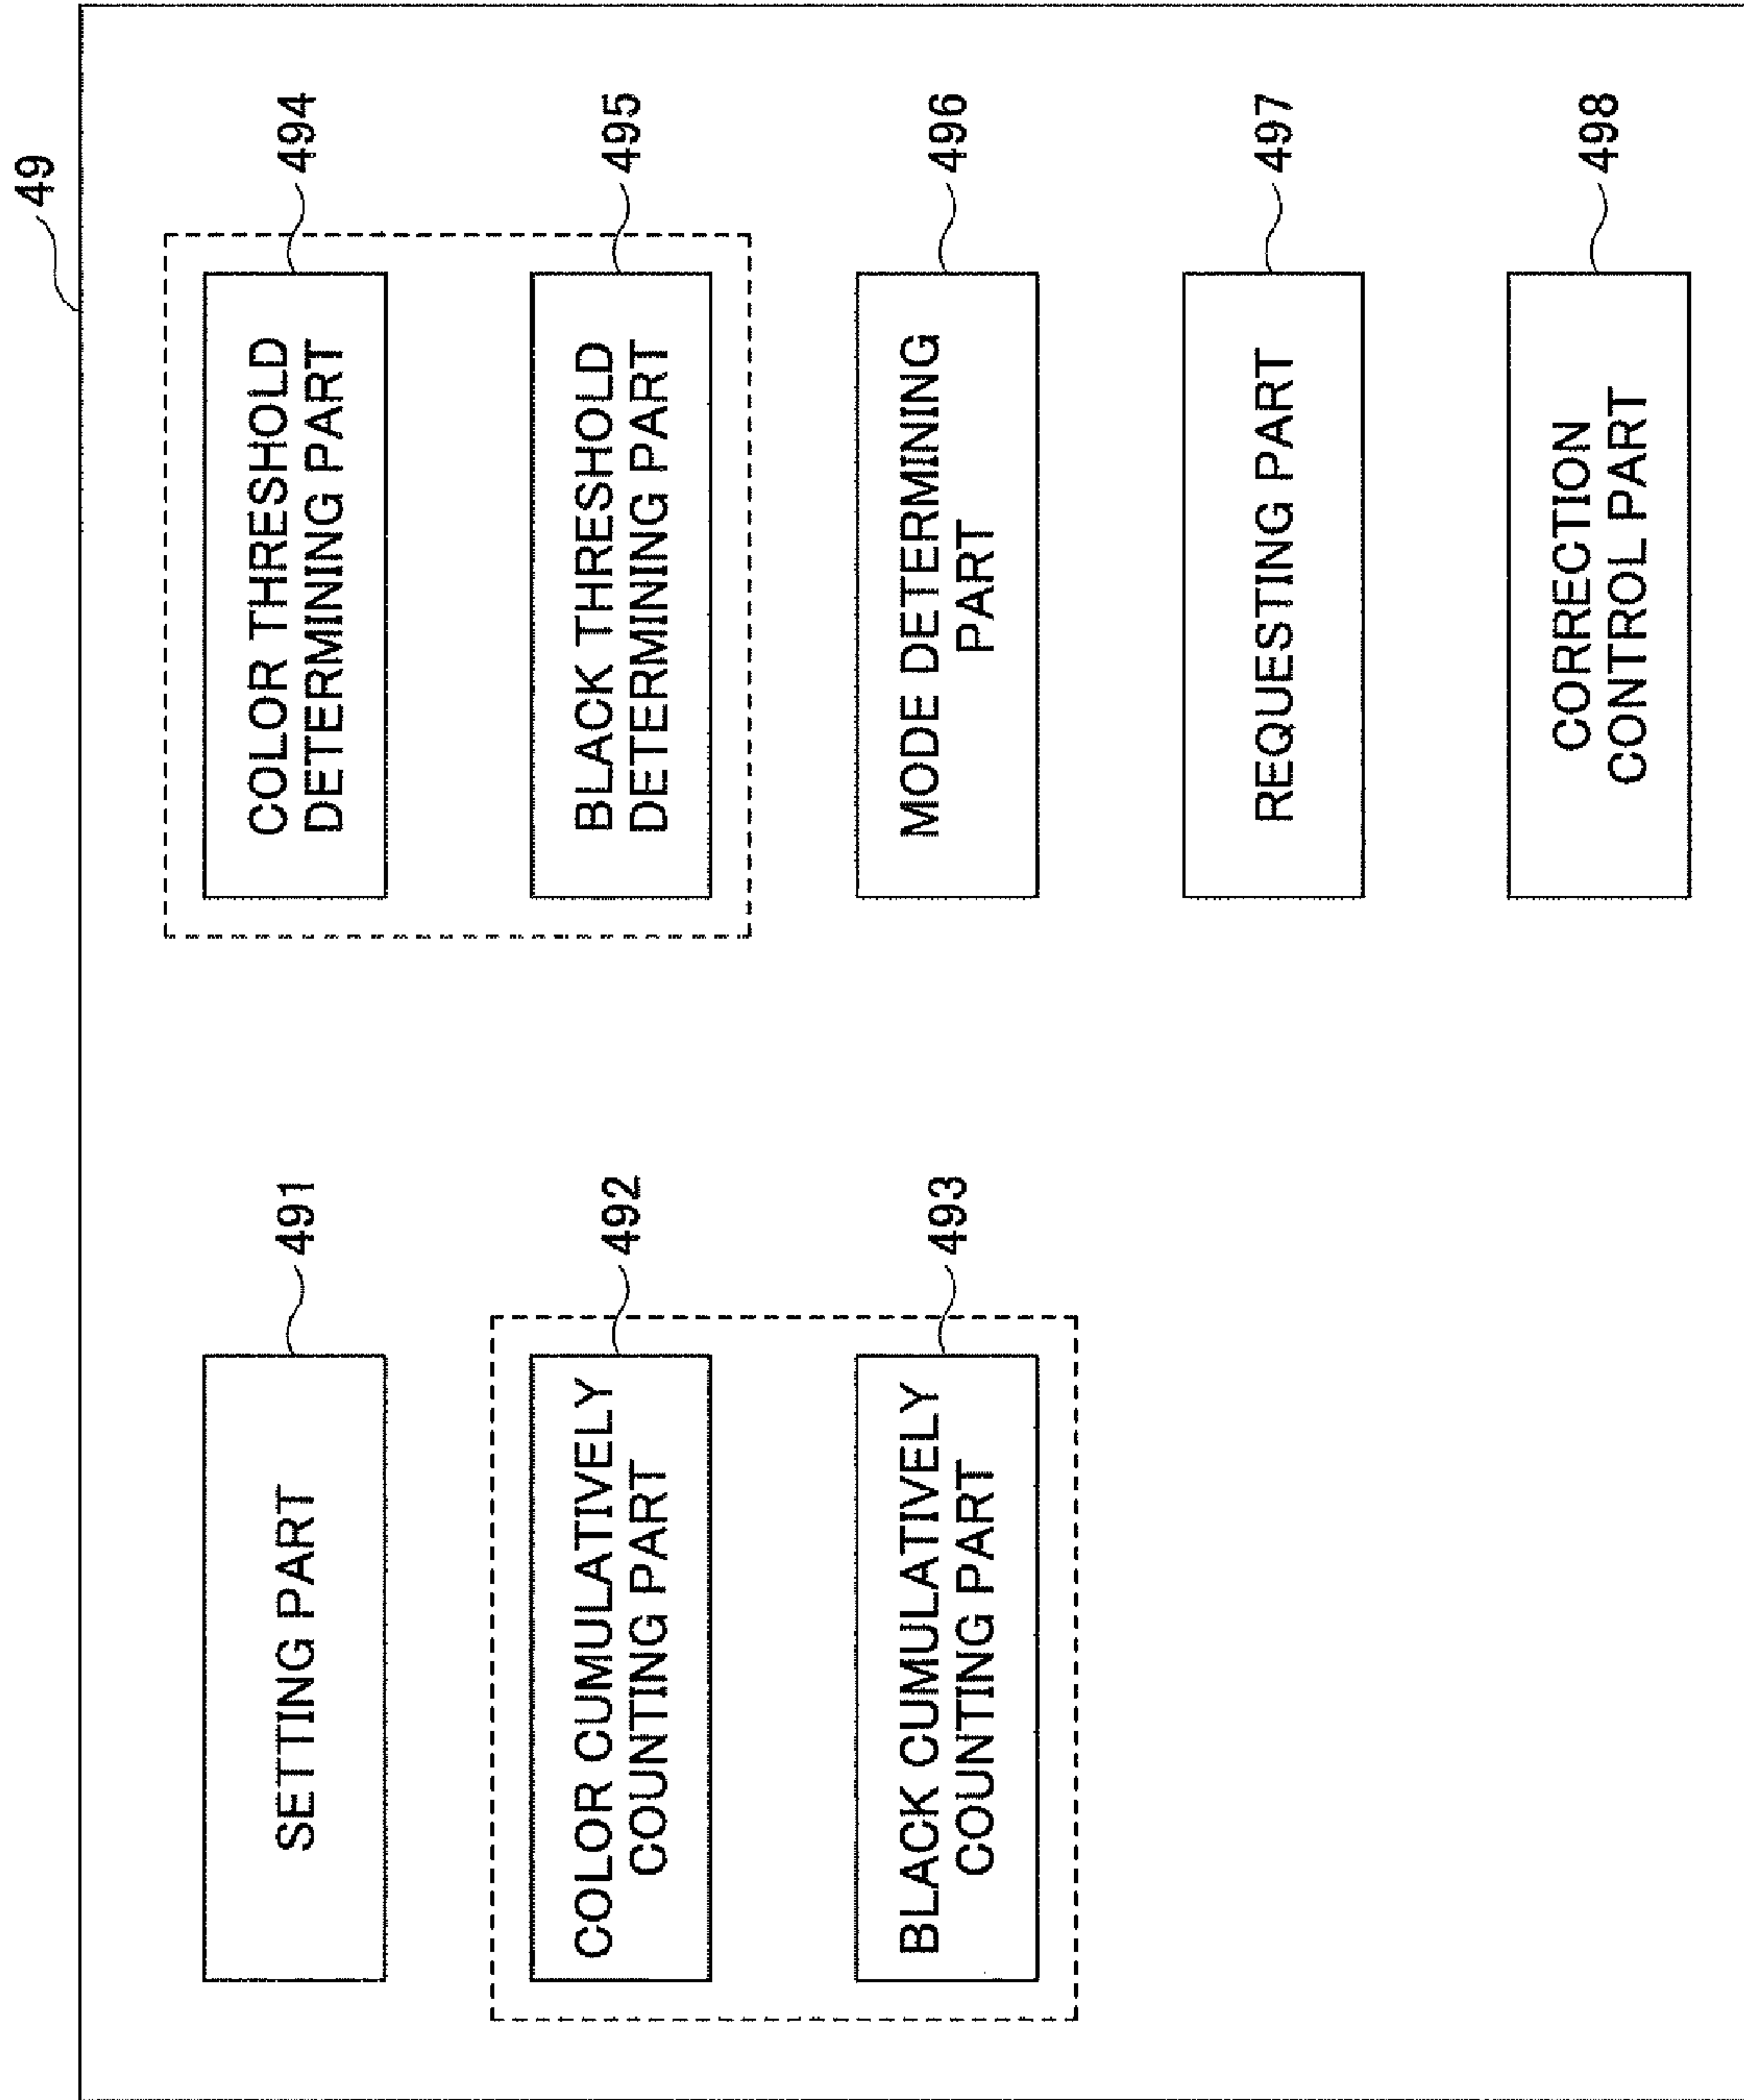 49
SETTING PART
491
COLOR CUMULATIVELY
COUNTING PART
492
BLACK CUMULATIVELY
COUNTING PART
493
COLOR THRESHOLD
DETERMINING PART
494
BLACK THRESHOLD
DETERMINING PART
495
MODE DETERMINING
PART
496
REQUESTING PART
497
CORRECTION
CONTROL PART
498